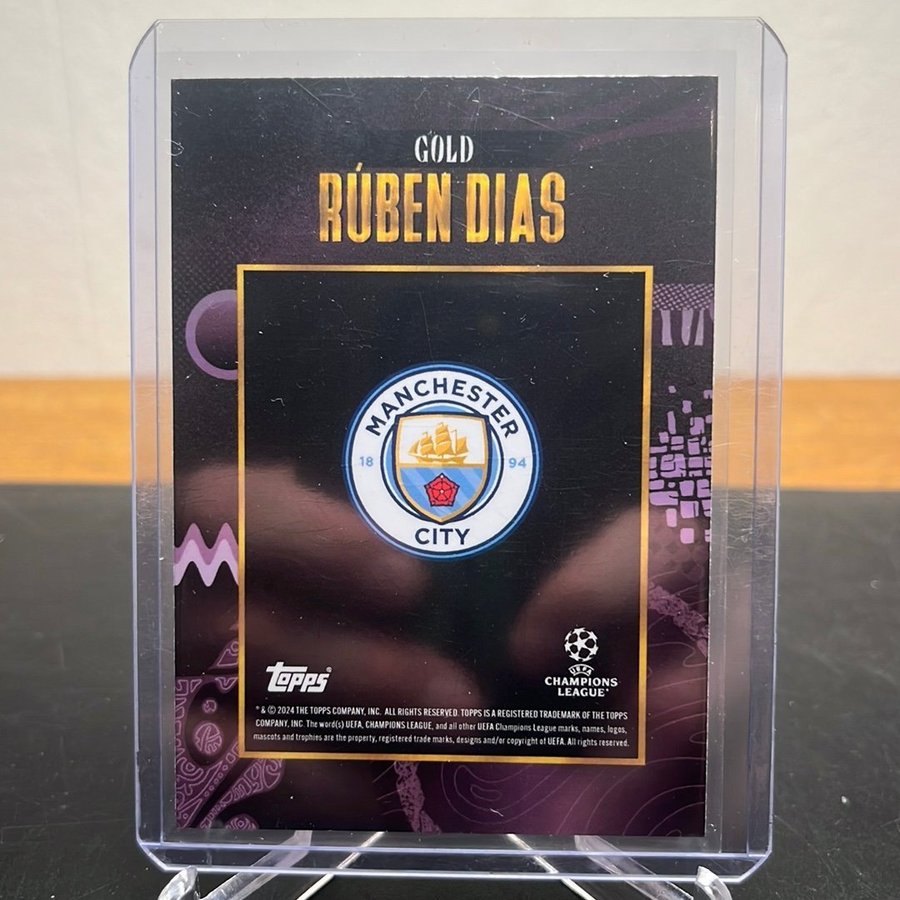 GOLD
RÚBEN DIAS
MANCHESTER
18 94
CITY
topps®
UEFA
CHAMPIONS
LEAGUE®
® & © 2024 THE TOPPS COMPANY, INC. ALL RIGHTS RESERVED. TOPPS IS A REGISTERED TRADEMARK OF THE TOPPS
COMPANY, INC. The word(s) UEFA, CHAMPIONS LEAGUE, and all other UEFA Champions League marks, names, logos,
mascots and trophies are the property, registered trade marks, designs and/or copyright of UEFA. All rights reserved.